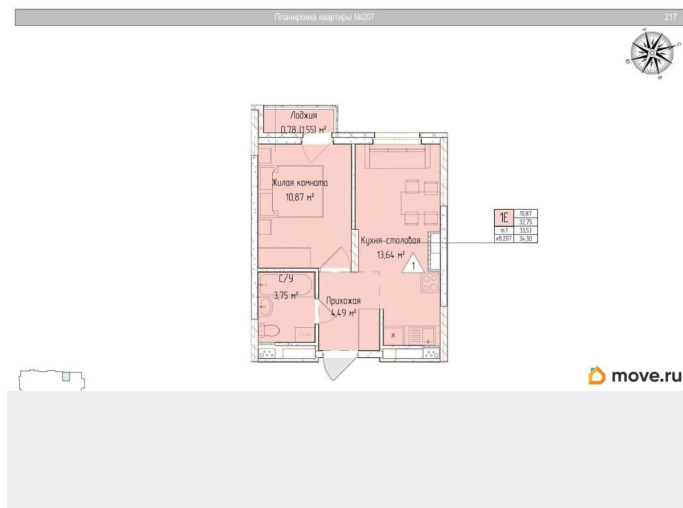 Планировка квартиры №207
217
Лоджия
0,78 (1,55) м²
Жилая комната
10,87 м²
Кухня-столовая
13,64 м²
1
С/У
3,75 м²
Прихожая
4,49 м²
x
1Е 10,87
32,75
m 1 33,53
кв 207 34,30
move.ru